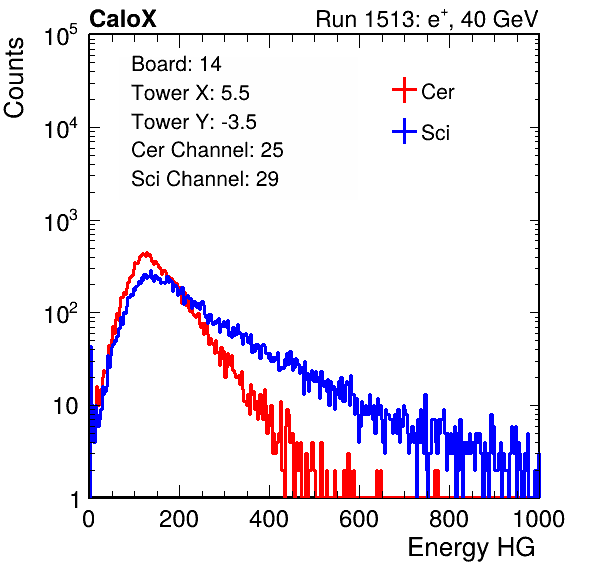 CaloX Run 1513: e⁺, 40 GeV
Counts
Board: 14
Tower X: 5.5
Tower Y: -3.5
Cer Channel: 25
Sci Channel: 29
Cer
Sci
10⁵
10⁴
10³
10²
10
1
0 200 400 600 800 1000
Energy HG